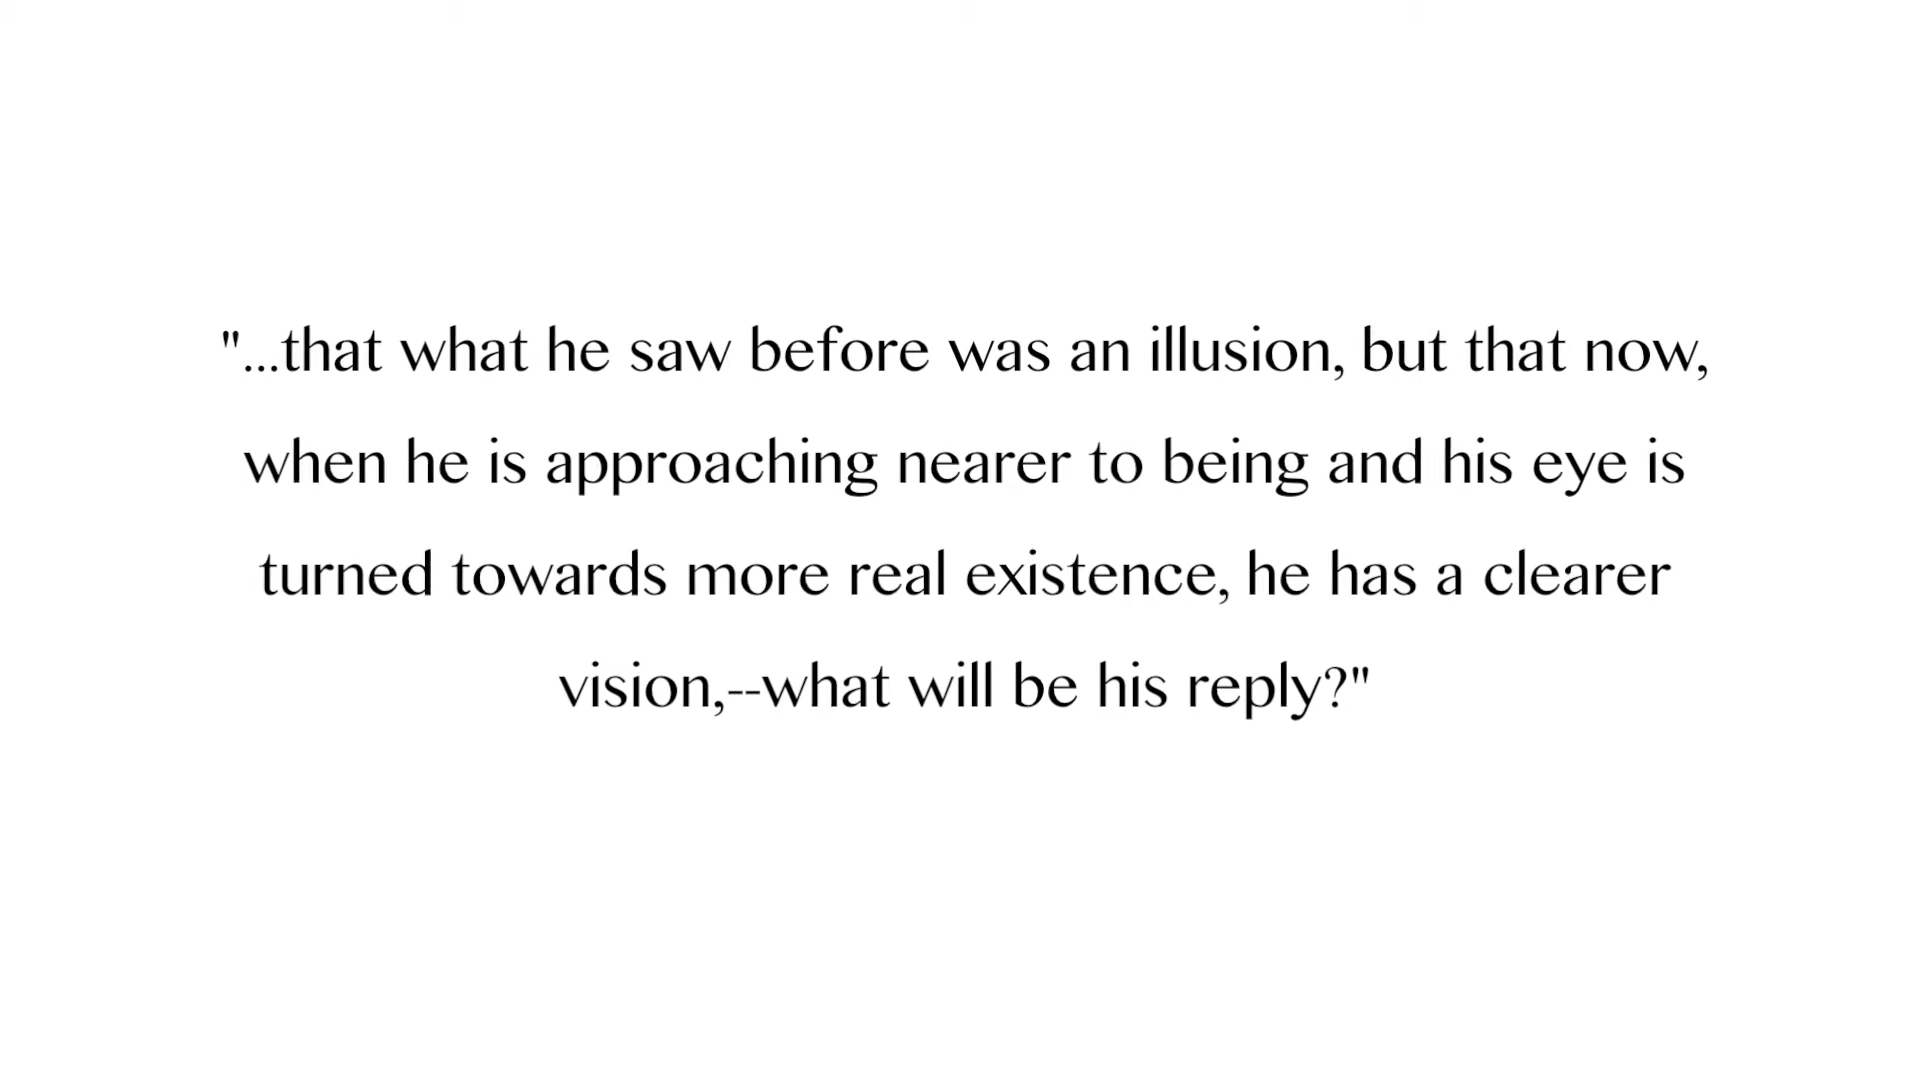 "...that what he saw before was an illusion, but that now,
when he is approaching nearer to being and his eye is
turned towards more real existence, he has a clearer
vision,--what will be his reply?"